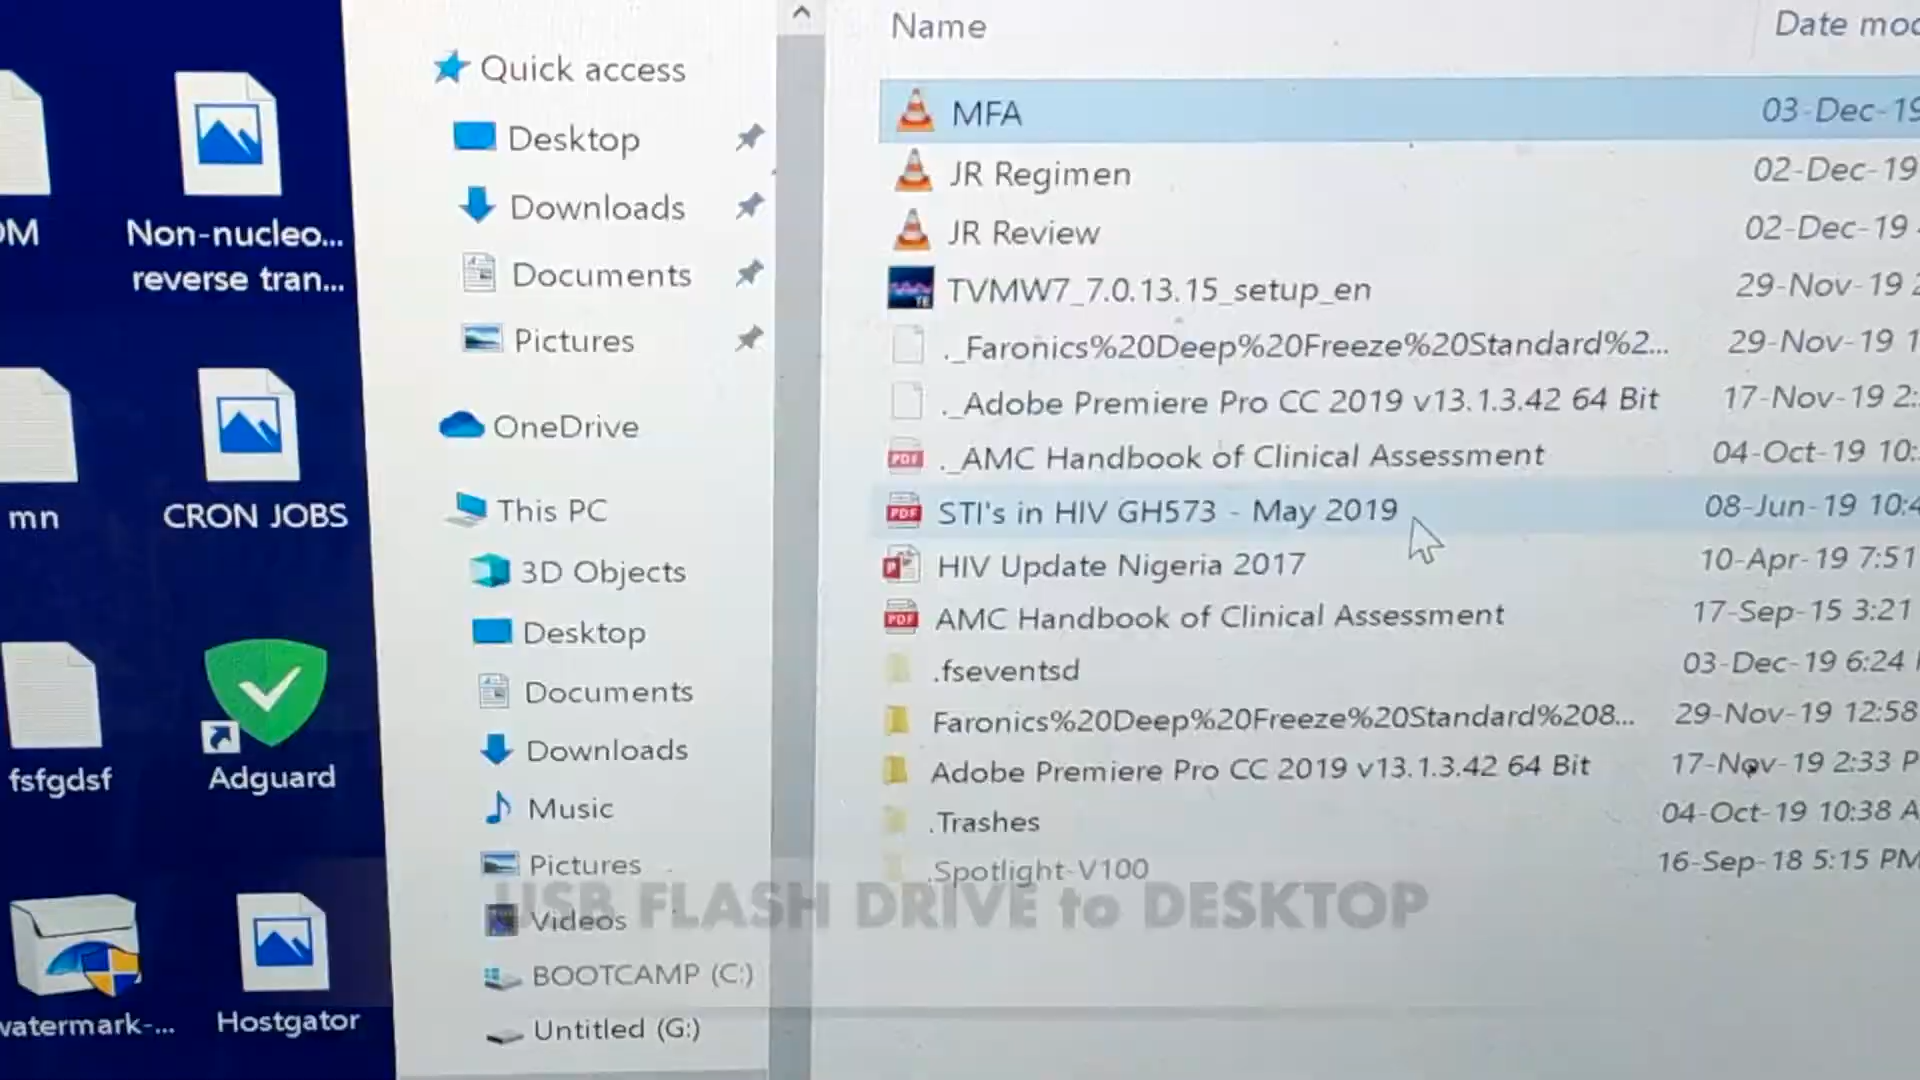 DM
Non-nucleo...
reverse tran...
mn
CRON JOBS
fsfgdsf
Adguard
watermark-...
Hostgator
Quick access
Desktop
Downloads
Documents
Pictures
OneDrive
This PC
3D Objects
Desktop
Documents
Downloads
Music
Pictures
Videos
BOOTCAMP (C:)
Untitled (G:)
Name Date mod
MFA 03-Dec-19
JR Regimen 02-Dec-19
JR Review 02-Dec-19
TVMW7_7.0.13.15_setup_en 29-Nov-19 2
._Faronics%20Deep%20Freeze%20Standard%2... 29-Nov-19 1
._Adobe Premiere Pro CC 2019 v13.1.3.42 64 Bit 17-Nov-19 2:
._AMC Handbook of Clinical Assessment 04-Oct-19 10:
STI's in HIV GH573 - May 2019 08-Jun-19 10:4
HIV Update Nigeria 2017 10-Apr-19 7:51
AMC Handbook of Clinical Assessment 17-Sep-15 3:21
.fseventsd 03-Dec-19 6:24
Faronics%20Deep%20Freeze%20Standard%208... 29-Nov-19 12:58
Adobe Premiere Pro CC 2019 v13.1.3.42 64 Bit 17-Nov-19 2:33 P
.Trashes 04-Oct-19 10:38 A
.Spotlight-V100 16-Sep-18 5:15 PM
USB FLASH DRIVE to DESKTOP